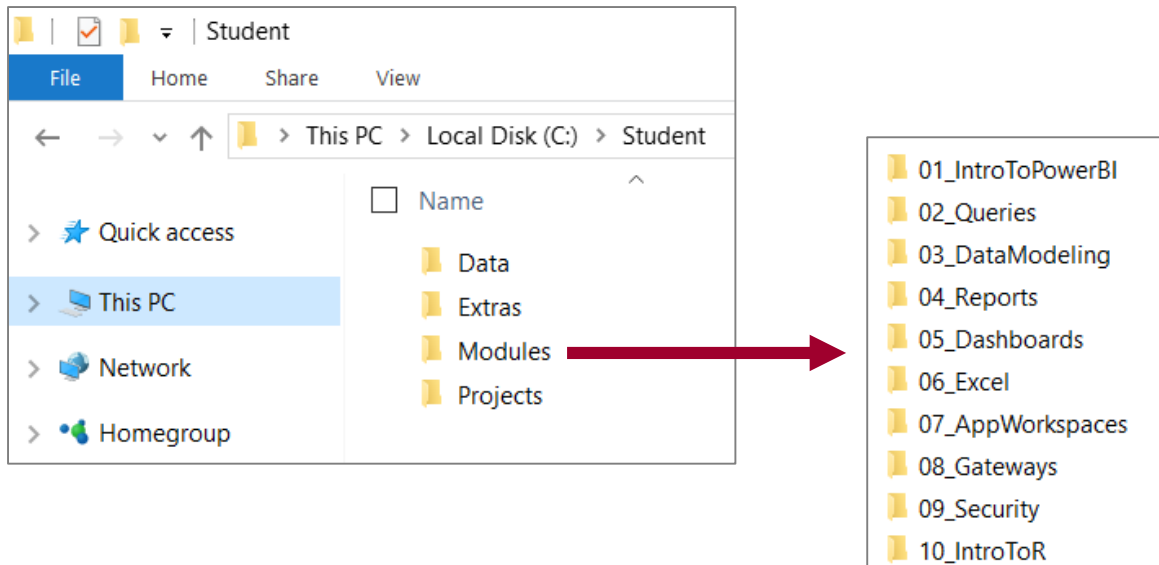 Student
File Home Share View
This PC > Local Disk (C:) > Student
Name
Quick access
This PC
Network
Homegroup
Data
Extras
Modules
Projects
01_IntroToPowerBI
02_Queries
03_DataModeling
04_Reports
05_Dashboards
06_Excel
07_AppWorkspaces
08_Gateways
09_Security
10_IntroToR